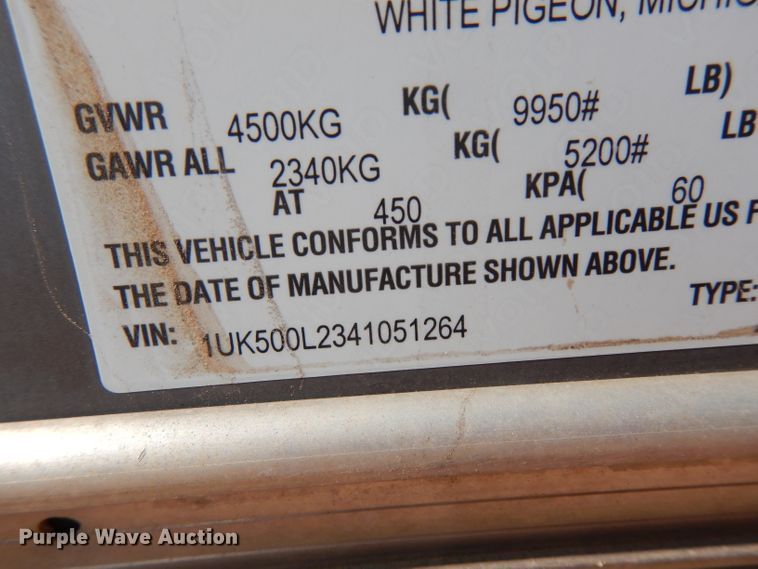 WHITE PIGEON,
GVWR 4500KG KG( 9950# LB)
GAWR ALL 2340KG KG( 5200# LB
AT 450 KPA( 60
THIS VEHICLE CONFORMS TO ALL APPLICABLE US F
THE DATE OF MANUFACTURE SHOWN ABOVE.
TYPE:
VIN: 1UK500L2341051264
Purple Wave Auction